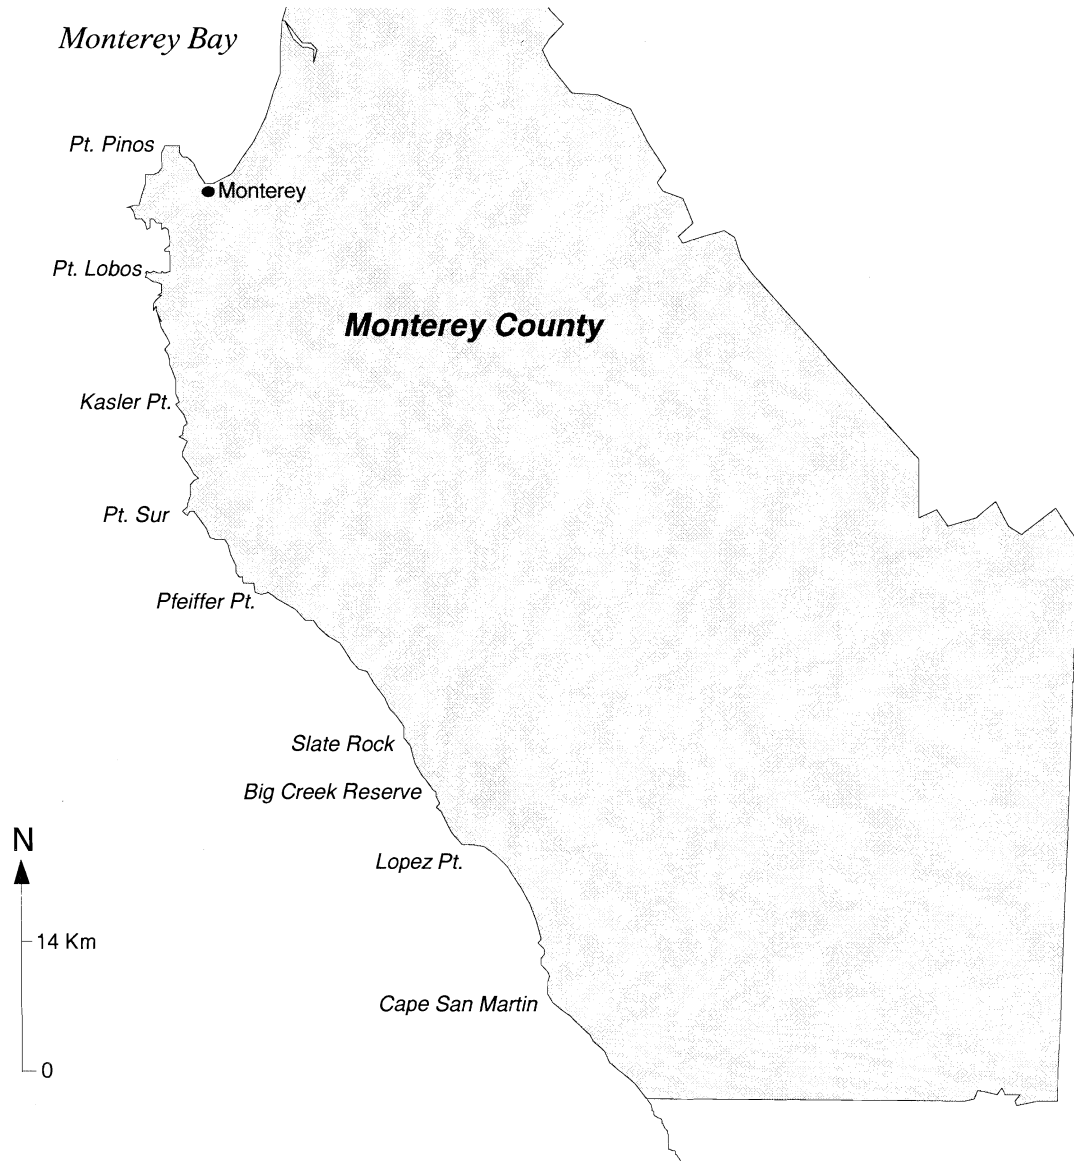 Monterey Bay
Pt. Pinos
Monterey
Pt. Lobos
Monterey County
Kasler Pt.
Pt. Sur
Pfeiffer Pt.
Slate Rock
Big Creek Reserve
N
Lopez Pt.
14 Km
Cape San Martin
0